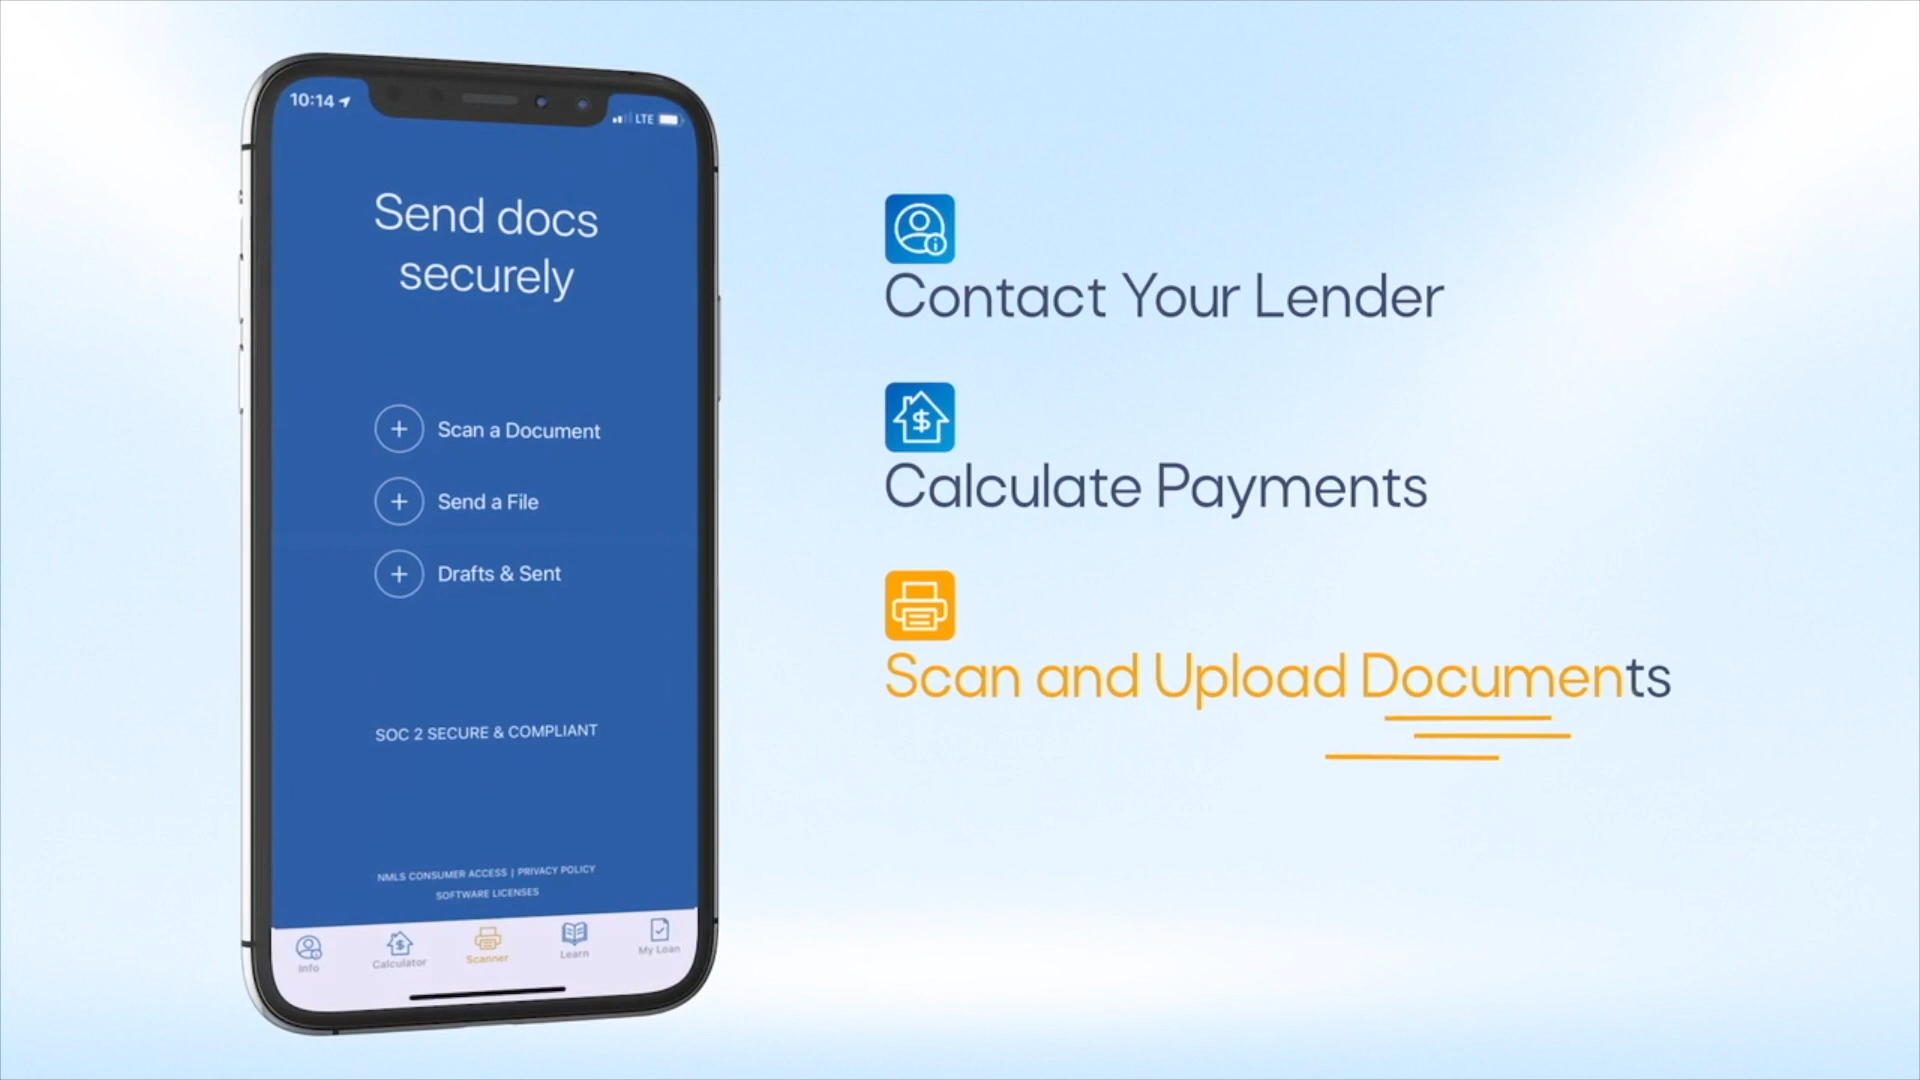 10:14
LTE
Send docs
securely
Scan a Document
Send a File
Drafts & Sent
SOC 2 SECURE & COMPLIANT
NMLS CONSUMER ACCESS | PRIVACY POLICY
SOFTWARE LICENSES
Info
Calculator
Scanner
Learn
My Loan
Contact Your Lender
Calculate Payments
Scan and Upload Documents